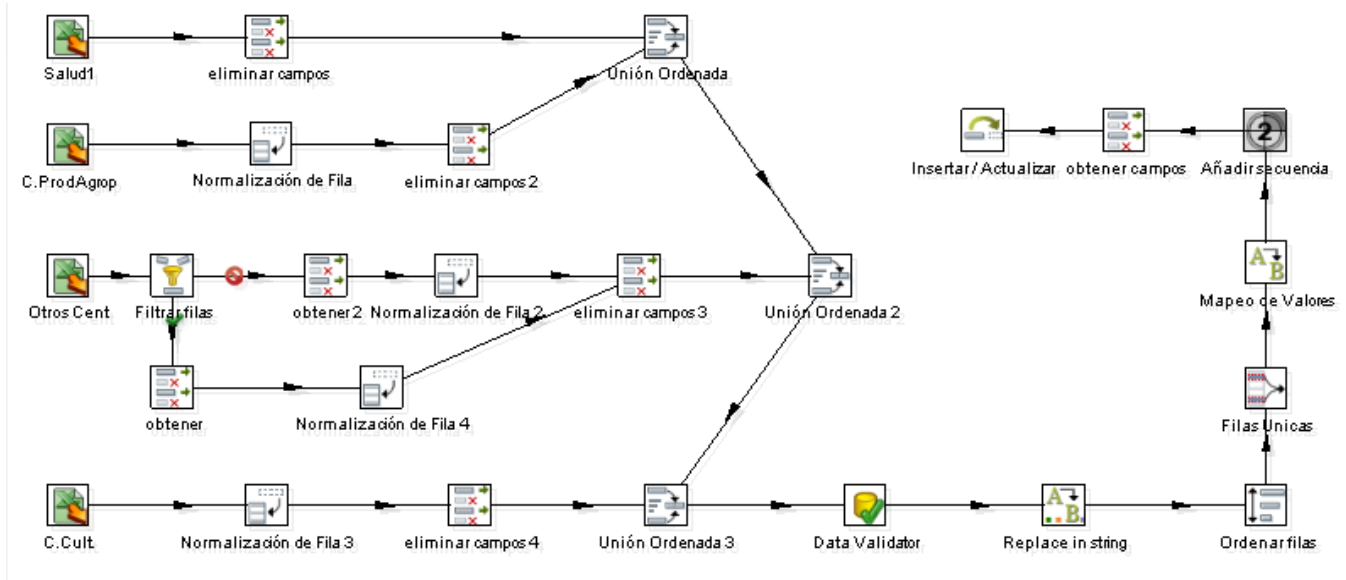 Salud1
eliminar campos
Unión Ordenada
C.ProdAgrop
Normalización de Fila
eliminar campos 2
Insertar / Actualizar
obtener campos
2
Añadir secuencia
Otros Cent.
Filtrar filas
obtener 2
Normalización de Fila 2
eliminar campos 3
Unión Ordenada 2
A B
Mapeo de Valores
obtener
Normalización de Fila 4
Filas Unicas
C.Cult.
Normalización de Fila 3
eliminar campos 4
Unión Ordenada 3
Data Validator
A B
Replace in string
Ordenar filas